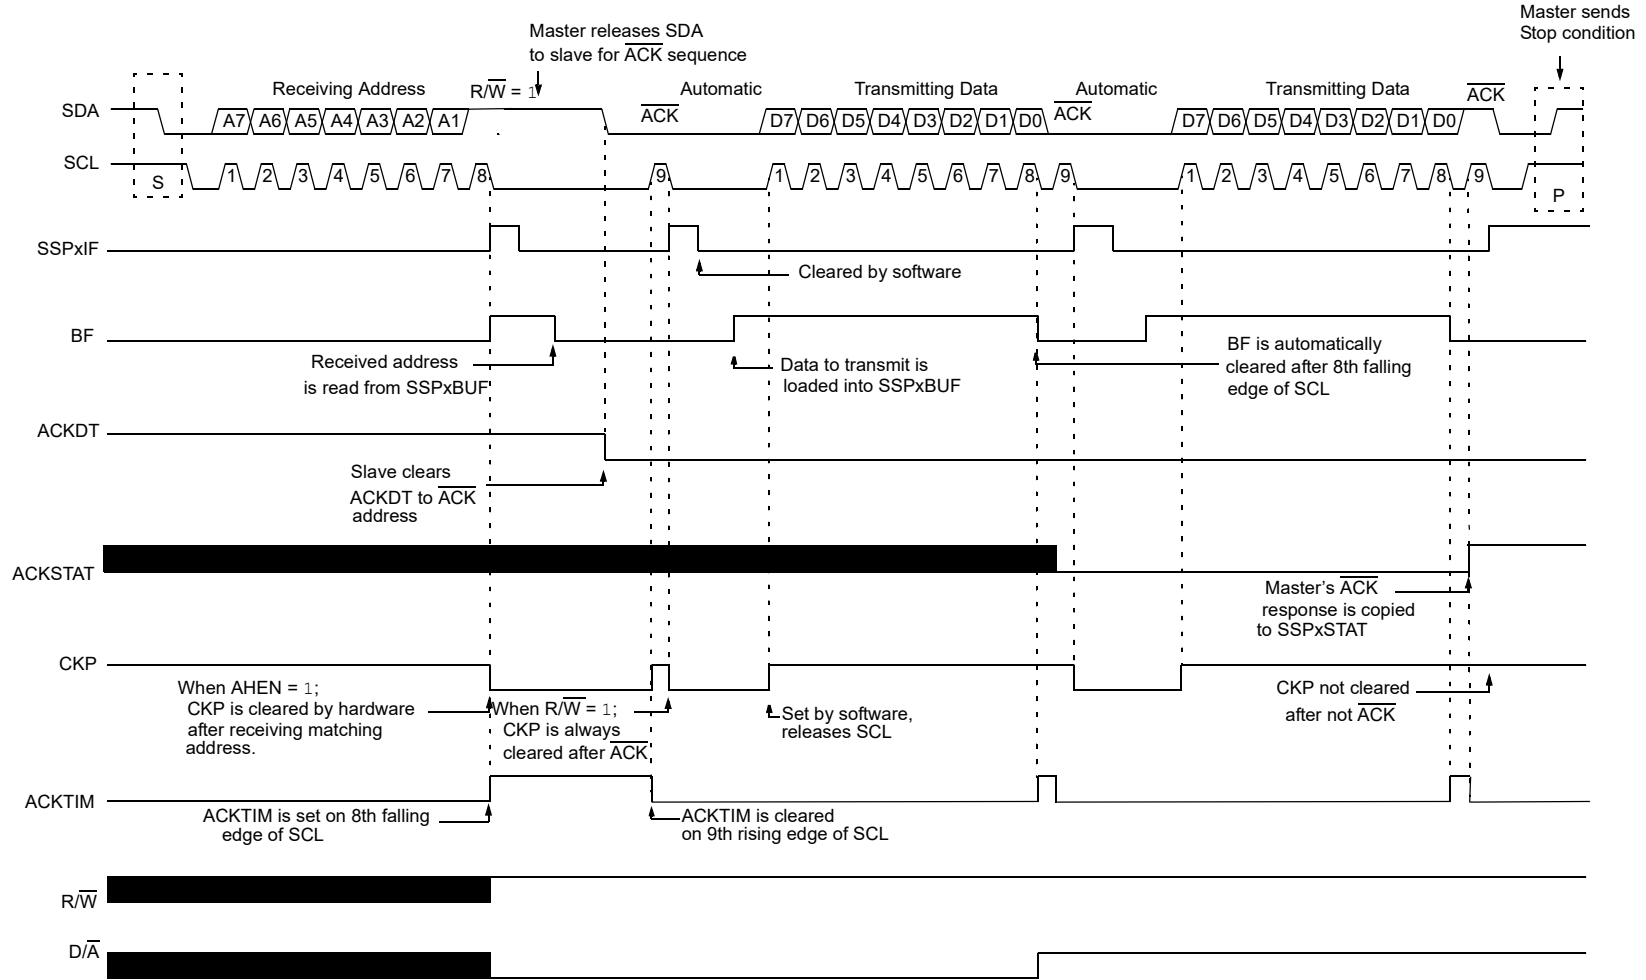 Master sends
Stop condition
Master releases SDA
to slave for ACK sequence
Receiving Address R/W = 1 Automatic Transmitting Data Automatic Transmitting Data ACK
SDA A7 A6 A5 A4 A3 A2 A1 ACK D7 D6 D5 D4 D3 D2 D1 D0 ACK D7 D6 D5 D4 D3 D2 D1 D0
SCL S 1 2 3 4 5 6 7 8 9 1 2 3 4 5 6 7 8 9 1 2 3 4 5 6 7 8 9 P
SSPxIF
Cleared by software
BF
Received address
is read from SSPxBUF
Data to transmit is
loaded into SSPxBUF
BF is automatically
cleared after 8th falling
edge of SCL
ACKDT
Slave clears
ACKDT to ACK
address
ACKSTAT
Master’s ACK
response is copied
to SSPxSTAT
CKP
When AHEN = 1;
CKP is cleared by hardware
after receiving matching
address.
When R/W = 1;
CKP is always
cleared after ACK
Set by software,
releases SCL
CKP not cleared
after not ACK
ACKTIM
ACKTIM is set on 8th falling
edge of SCL
ACKTIM is cleared
on 9th rising edge of SCL
R/W
D/A